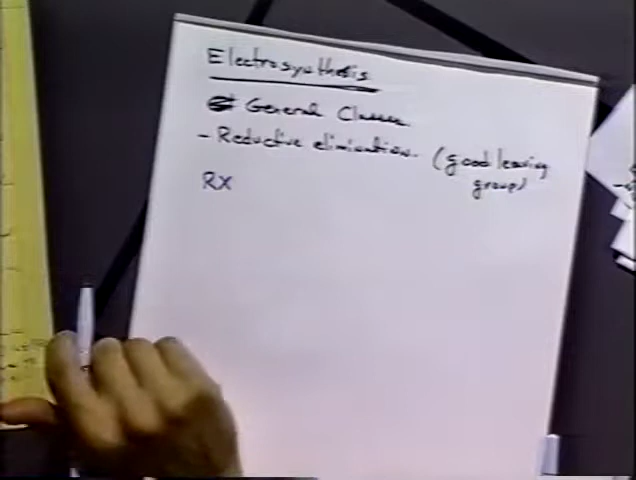 Electrosynthesis
General Classes
- Reductive elimination. (good leaving
group)
RX